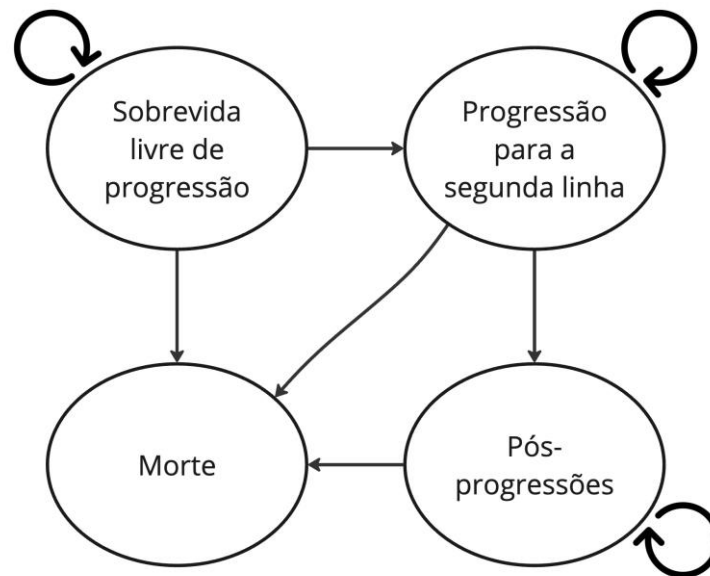 Sobrevida
livre de
progressão
Progressão
para a
segunda linha
Morte
Pós-
progressões